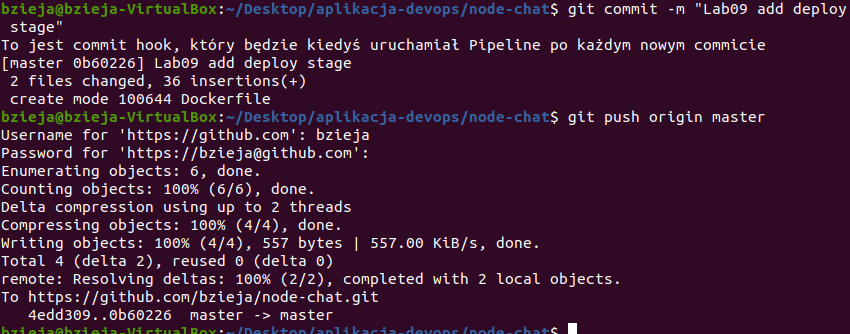 bzieja@bzieja-VirtualBox:~/Desktop/aplikacja-devops/node-chat$ git commit -m "Lab09 add deploy
 stage"
To jest commit hook, który będzie kiedyś uruchamiał Pipeline po każdym nowym commicie
[master 0b60226] Lab09 add deploy stage
 2 files changed, 36 insertions(+)
 create mode 100644 Dockerfile
bzieja@bzieja-VirtualBox:~/Desktop/aplikacja-devops/node-chat$ git push origin master
Username for 'https://github.com': bzieja
Password for 'https://bzieja@github.com':
Enumerating objects: 6, done.
Counting objects: 100% (6/6), done.
Delta compression using up to 2 threads
Compressing objects: 100% (4/4), done.
Writing objects: 100% (4/4), 557 bytes | 557.00 KiB/s, done.
Total 4 (delta 2), reused 0 (delta 0)
remote: Resolving deltas: 100% (2/2), completed with 2 local objects.
To https://github.com/bzieja/node-chat.git
   4edd309..0b60226  master -> master
bzieja@bzieja-VirtualBox:~/Desktop/aplikacja-devops/node-chat$